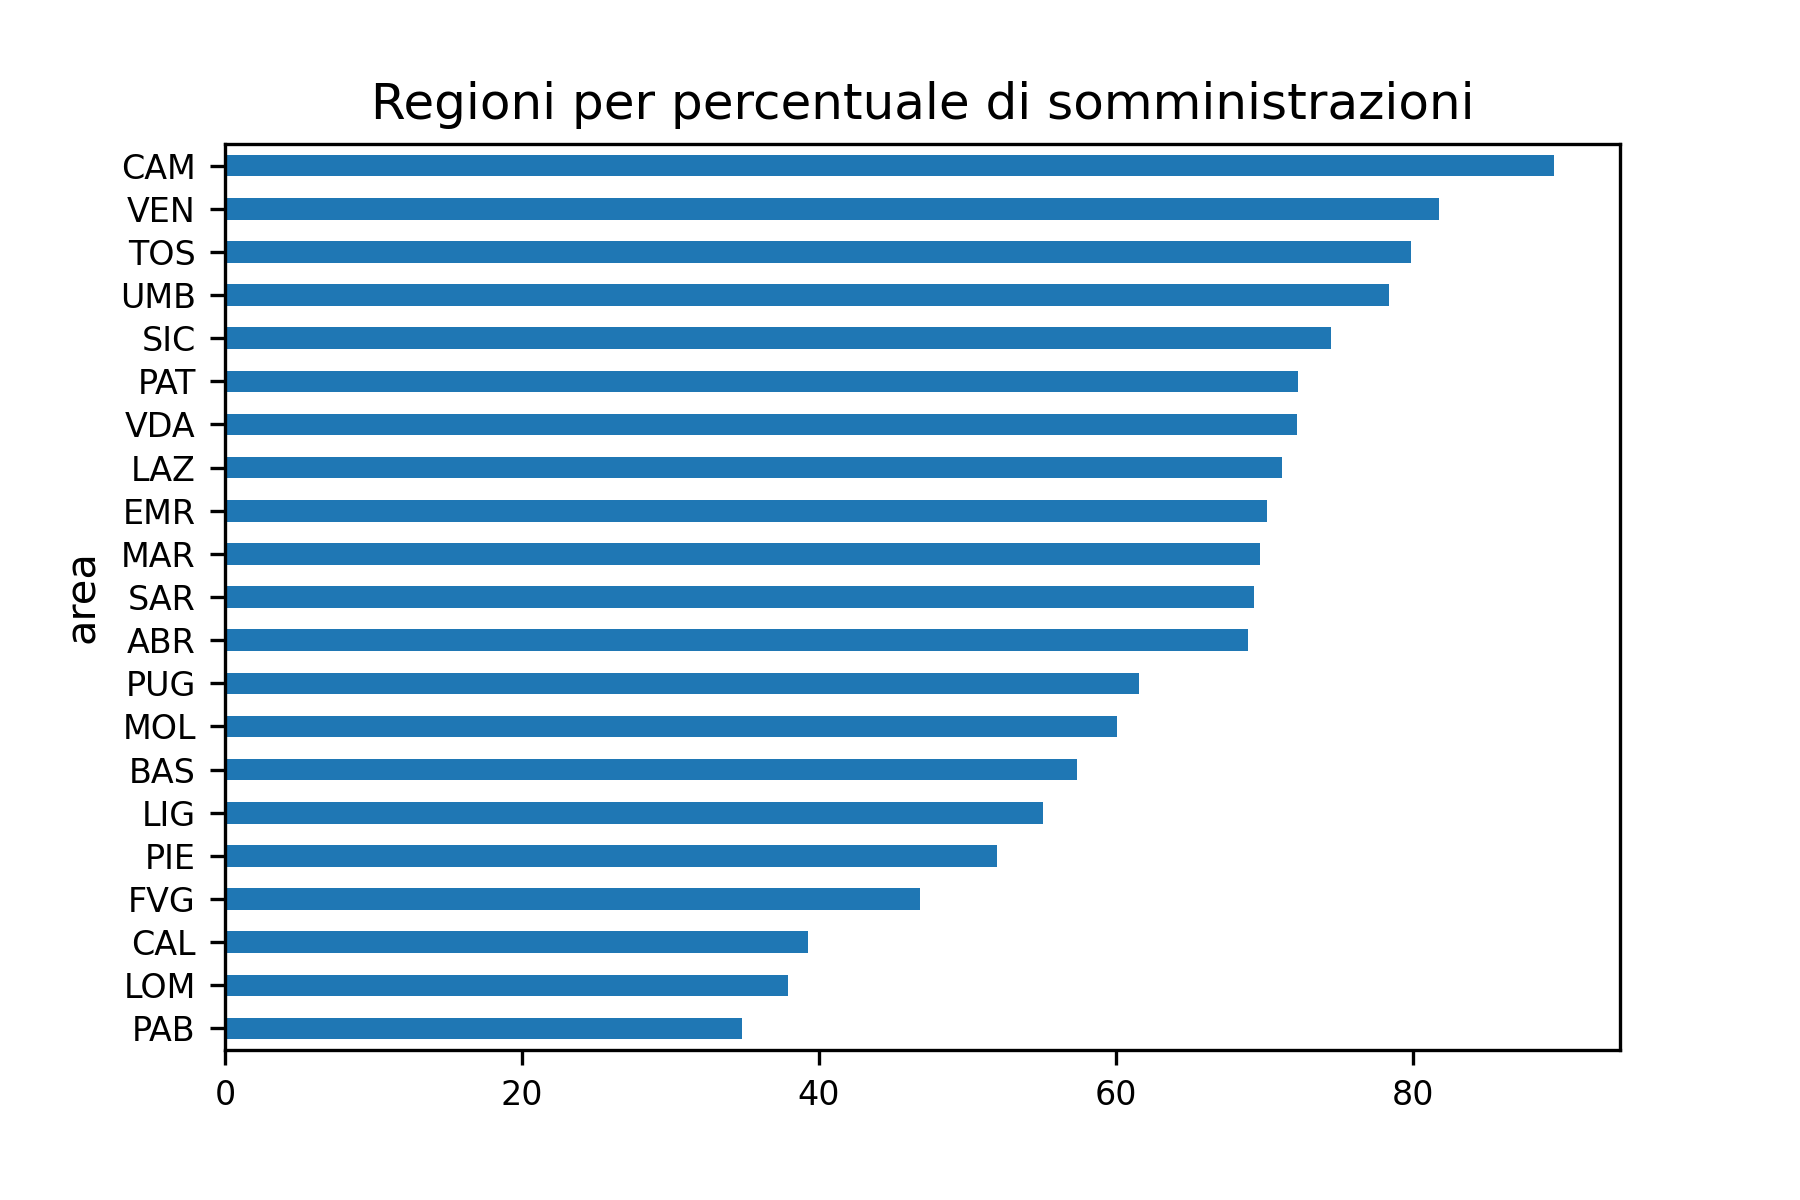 Regioni per percentuale di somministrazioni
CAM
VEN
TOS
UMB
SIC
PAT
VDA
LAZ
EMR
MAR
SAR
ABR
PUG
MOL
BAS
LIG
PIE
FVG
CAL
LOM
PAB
area
0 20 40 60 80